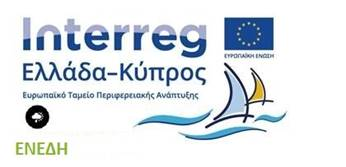 Interreg
ΕΥΡΩΠΑΪΚΗ ΕΝΩΣΗ
Ελλάδα-Κύπρος
Ευρωπαϊκό Ταμείο Περιφερειακής Ανάπτυξης
ΕΝΕΔΗ